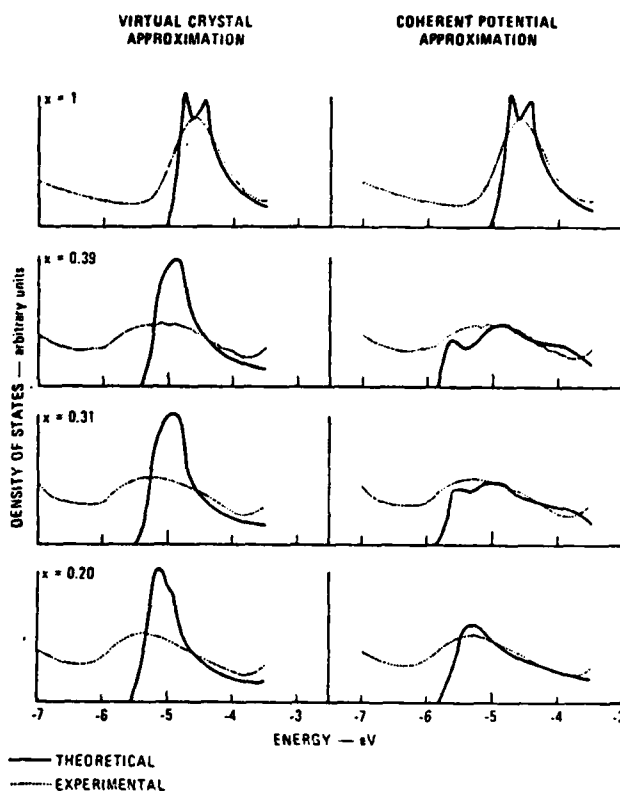 VIRTUAL CRYSTAL
APPROXIMATION
COHERENT POTENTIAL
APPROXIMATION
x = 1
x = 0.39
x = 0.31
x = 0.20
DENSITY OF STATES — arbitrary units
-7 -6 -5 -4 -3 -7 -6 -5 -4 -3
ENERGY — eV
THEORETICAL
EXPERIMENTAL